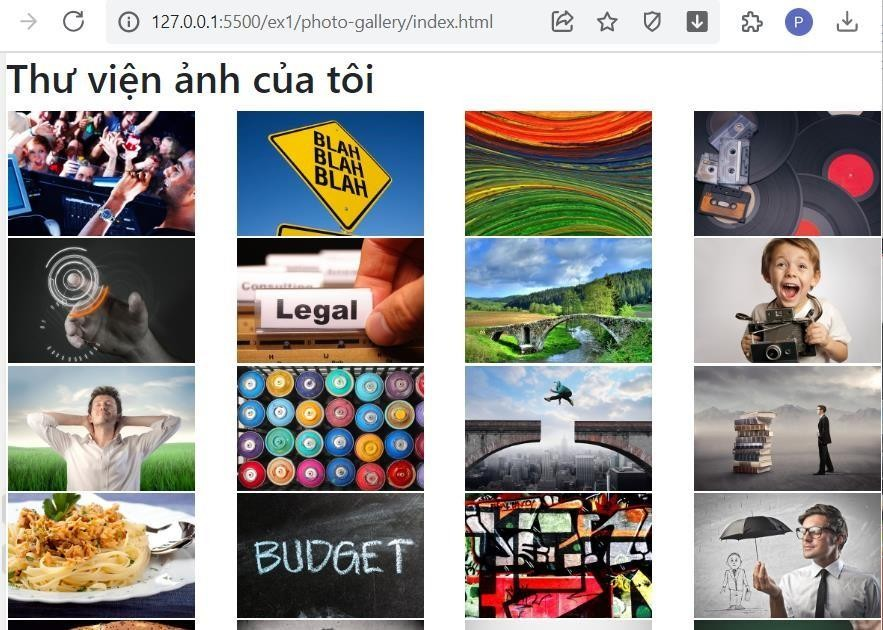 127.0.0.1:5500/ex1/photo-gallery/index.html
P
Thư viện ảnh của tôi
BLAH
BLAH
BLAH
Consulting
Legal
BUDGET